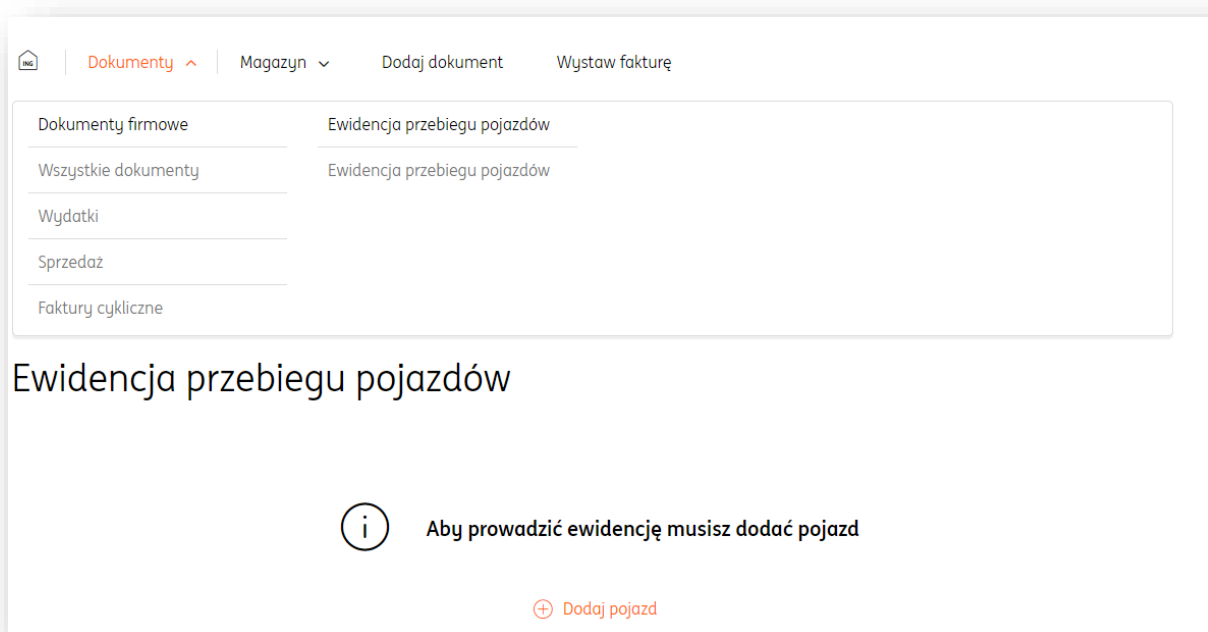 ING
Dokumenty
Magazyn
Dodaj dokument
Wystaw fakturę
Dokumenty firmowe
Wszystkie dokumenty
Wydatki
Sprzedaż
Faktury cykliczne
Ewidencja przebiegu pojazdów
Ewidencja przebiegu pojazdów
Ewidencja przebiegu pojazdów
i
Aby prowadzić ewidencję musisz dodać pojazd
Dodaj pojazd